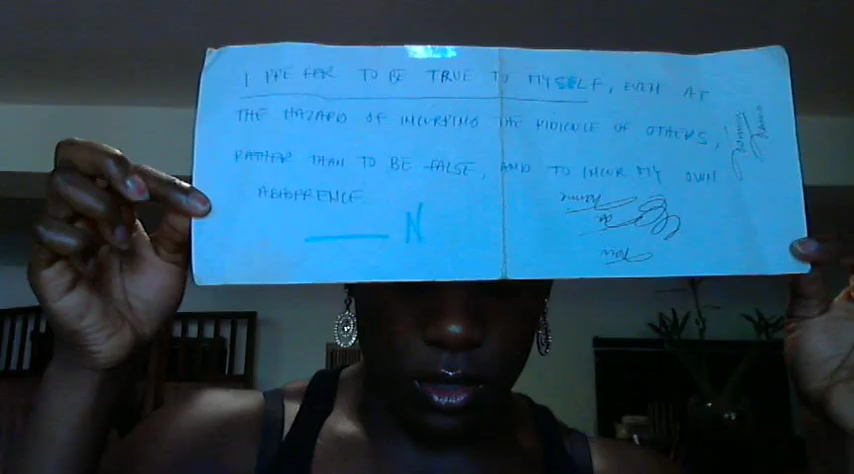 I PREFER TO BE TRUE TO MYSELF, EVEN AT
THE HAZARD OF INCURRING THE RIDICULE OF OTHERS,
RATHER THAN TO BE FALSE, AND TO INCUR MY OWN
ABHORRENCE
N